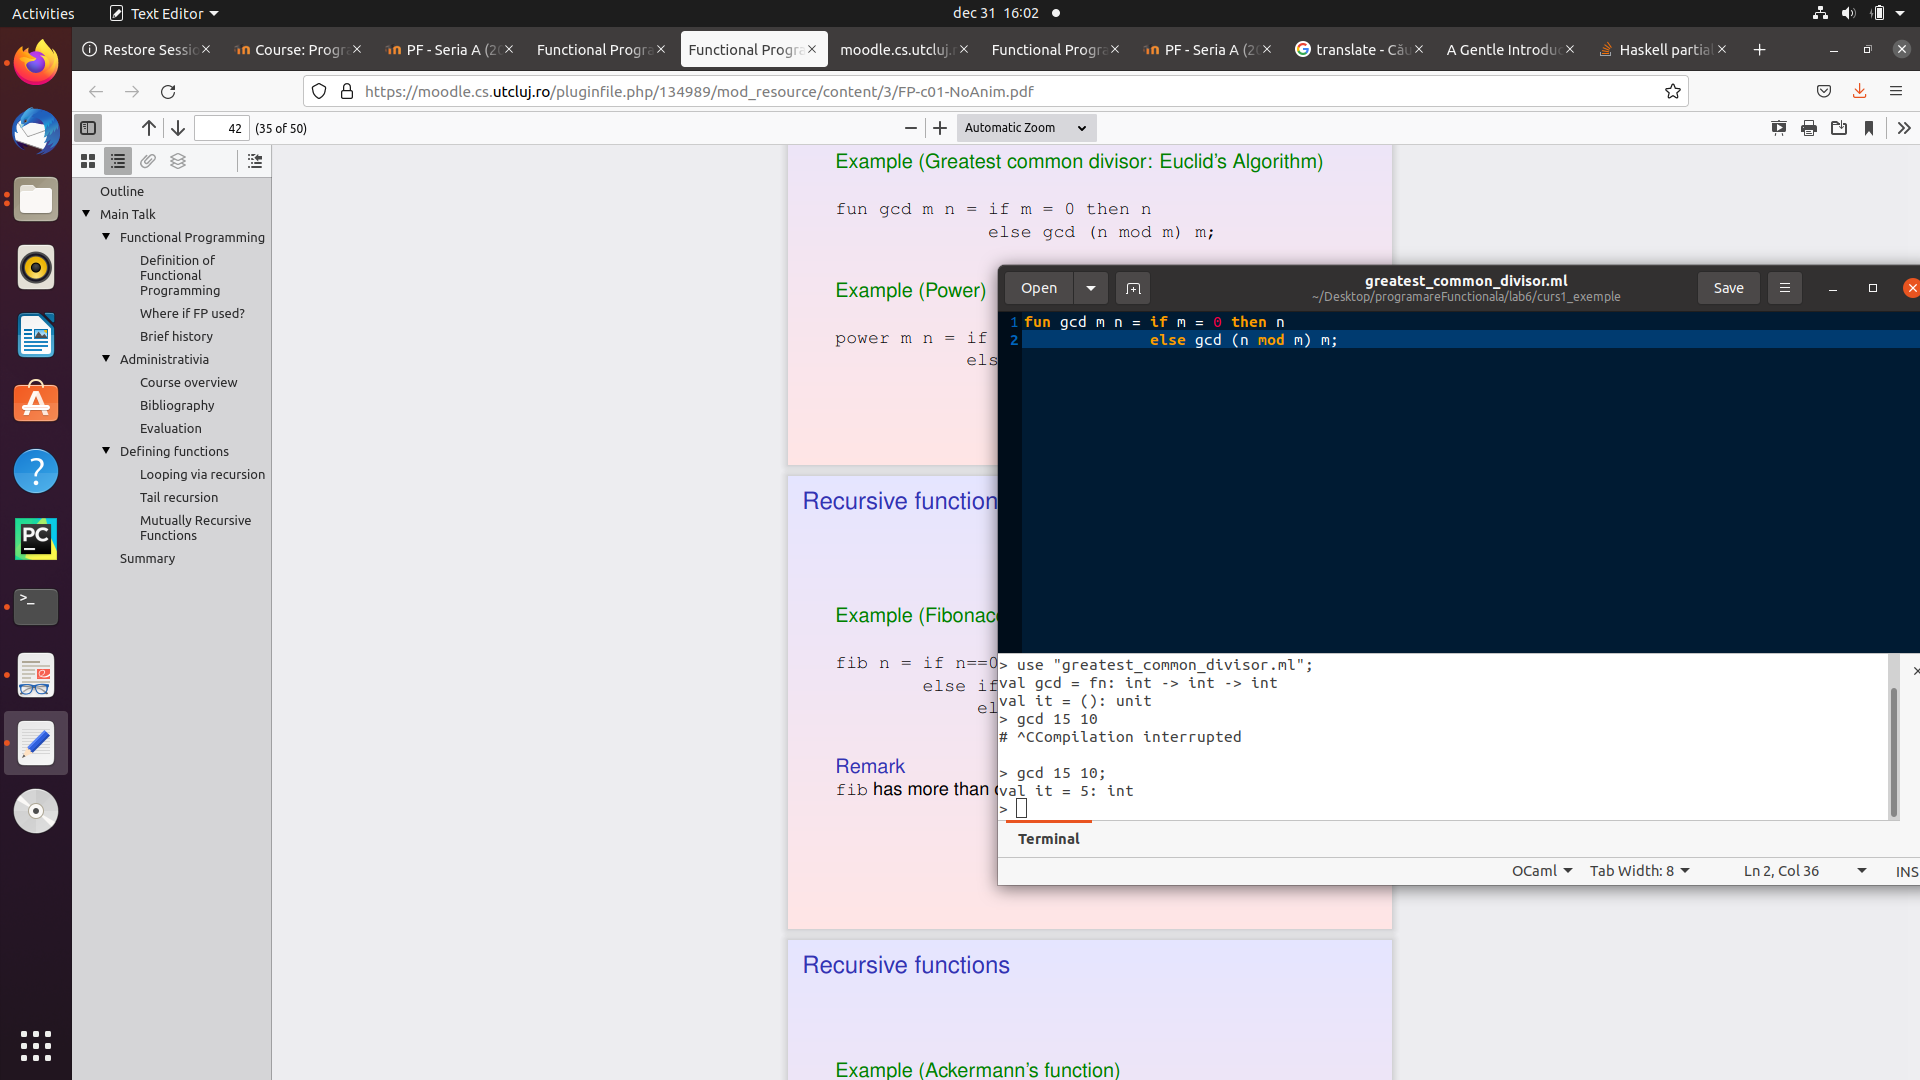 Activities
Text Editor
dec 31 16:02
Restore Sessio
Course: Progra
PF - Seria A (20
Functional Progra
Functional Progra
moodle.cs.utcluj.
Functional Progra
PF - Seria A (20
translate - Cău
A Gentle Introduc
Haskell partial
https://moodle.cs.utcluj.ro/pluginfile.php/134989/mod_resource/content/3/FP-c01-NoAnim.pdf
42 (35 of 50)
Automatic Zoom
Outline
Main Talk
Functional Programming
Definition of
Functional
Programming
Where if FP used?
Brief history
Administrativia
Course overview
Bibliography
Evaluation
Defining functions
Looping via recursion
Tail recursion
Mutually Recursive
Functions
Summary
Example (Greatest common divisor: Euclid's Algorithm)
fun gcd m n = if m = 0 then n
else gcd (n mod m) m;
Example (Power)
power m n = if
els
Recursive function
Example (Fibonac
fib n = if n==0
else if
el
Remark
fib has more than
Recursive functions
Example (Ackermann's function)
Open
greatest_common_divisor.ml
~/Desktop/programareFunctionala/lab6/curs1_exemple
Save
1 fun gcd m n = if m = 0 then n
2 else gcd (n mod m) m;
> use "greatest_common_divisor.ml";
val gcd = fn: int -> int -> int
val it = (): unit
> gcd 15 10
# ^CCompilation interrupted
> gcd 15 10;
val it = 5: int
>
Terminal
OCaml
Tab Width: 8
Ln 2, Col 36
INS
PC